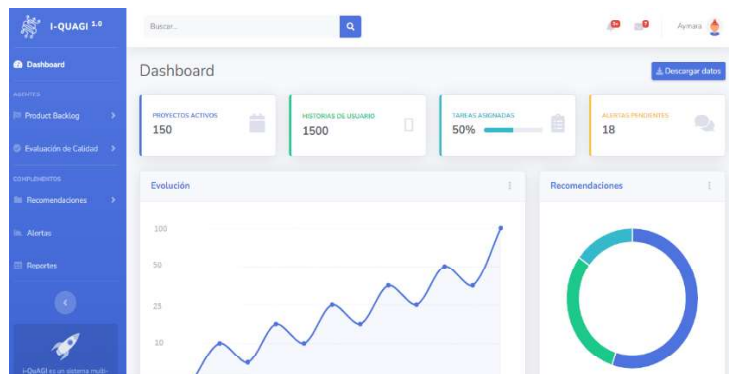 I-QUAGI 1.0
Buscar...
3+
7
Aymara
Dashboard
Dashboard
Descargar datos
AGENTES
Product Backlog
Evaluación de Calidad
COMPLEMENTOS
Recomendaciones
Alertas
Reportes
PROYECTOS ACTIVOS
150
HISTORIAS DE USUARIO
1500
TAREAS ASIGNADAS
50%
ALERTAS PENDIENTES
18
Evolución
Recomendaciones
100
50
25
10
i-QuAGI es un sistema multi-